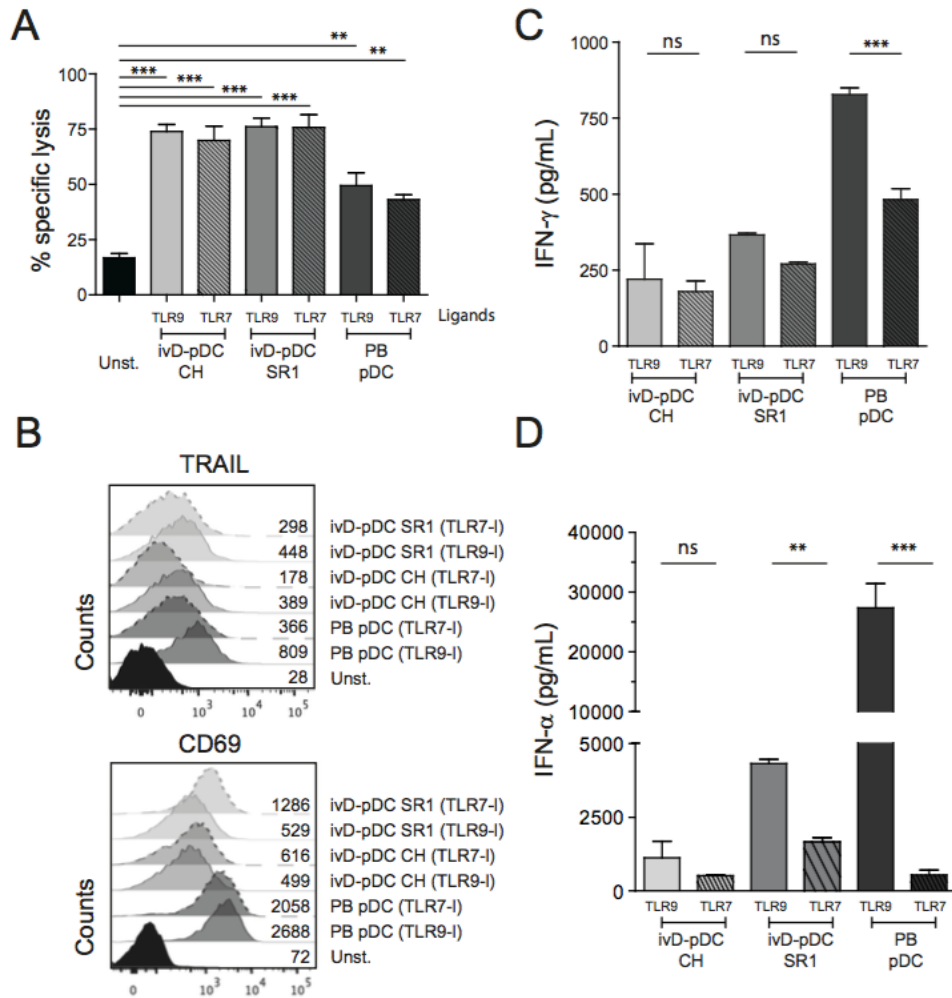 A
% specific lysis
100
75
50
25
0
** 
**
***
***
***
***
TLR9 TLR7 TLR9 TLR7 TLR9 TLR7 Ligands
Unst. ivD-pDC ivD-pDC PB
CH SR1 pDC
B
TRAIL
Counts
298 ivD-pDC SR1 (TLR7-l)
448 ivD-pDC SR1 (TLR9-l)
178 ivD-pDC CH (TLR7-l)
389 ivD-pDC CH (TLR9-l)
366 PB pDC (TLR7-l)
809 PB pDC (TLR9-l)
28 Unst.
0 10³ 10⁴ 10⁵
CD69
Counts
1286 ivD-pDC SR1 (TLR7-l)
529 ivD-pDC SR1 (TLR9-l)
616 ivD-pDC CH (TLR7-l)
499 ivD-pDC CH (TLR9-l)
2058 PB pDC (TLR7-l)
2688 PB pDC (TLR9-l)
72 Unst.
0 10³ 10⁴ 10⁵
C
IFN-γ (pg/mL)
1000
750
500
250
0
ns ns ***
TLR9 TLR7 TLR9 TLR7 TLR9 TLR7
ivD-pDC ivD-pDC PB
CH SR1 pDC
D
IFN-α (pg/mL)
40000
30000
20000
10000
5000
2500
0
ns ** ***
TLR9 TLR7 TLR9 TLR7 TLR9 TLR7
ivD-pDC ivD-pDC PB
CH SR1 pDC